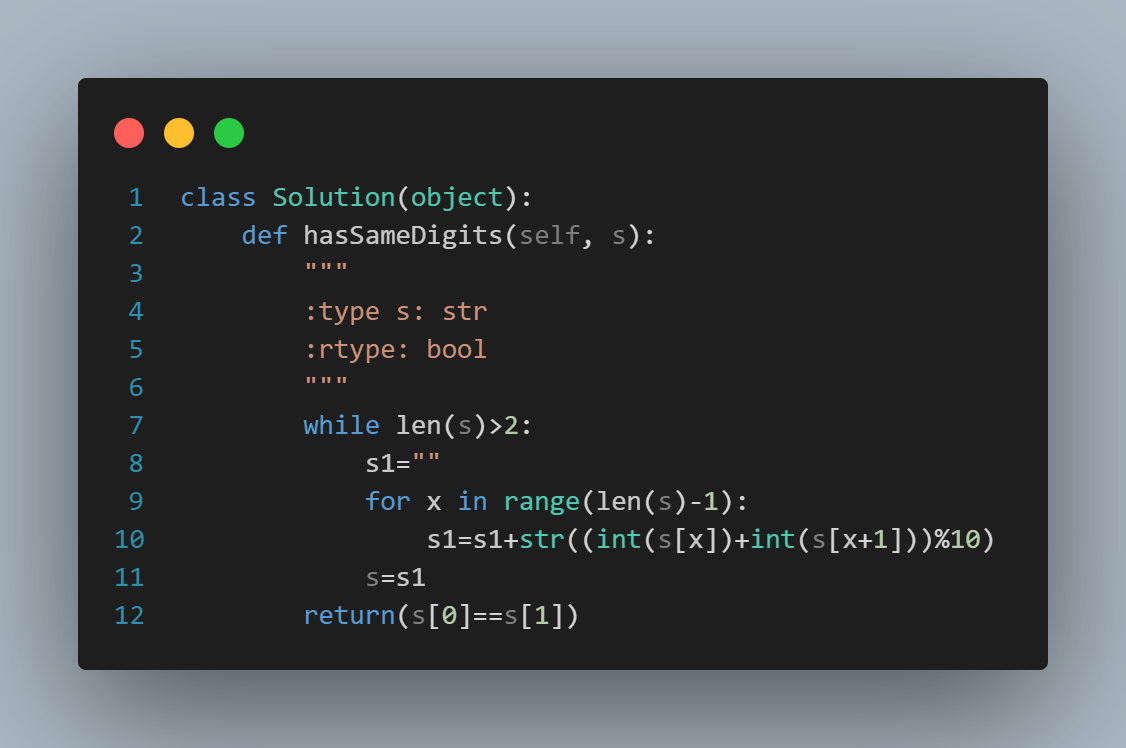 1 class Solution(object):
2     def hasSameDigits(self, s):
3         """
4         :type s: str
5         :rtype: bool
6         """
7         while len(s)>2:
8             s1=""
9             for x in range(len(s)-1):
10                 s1=s1+str((int(s[x])+int(s[x+1]))%10)
11             s=s1
12         return(s[0]==s[1])